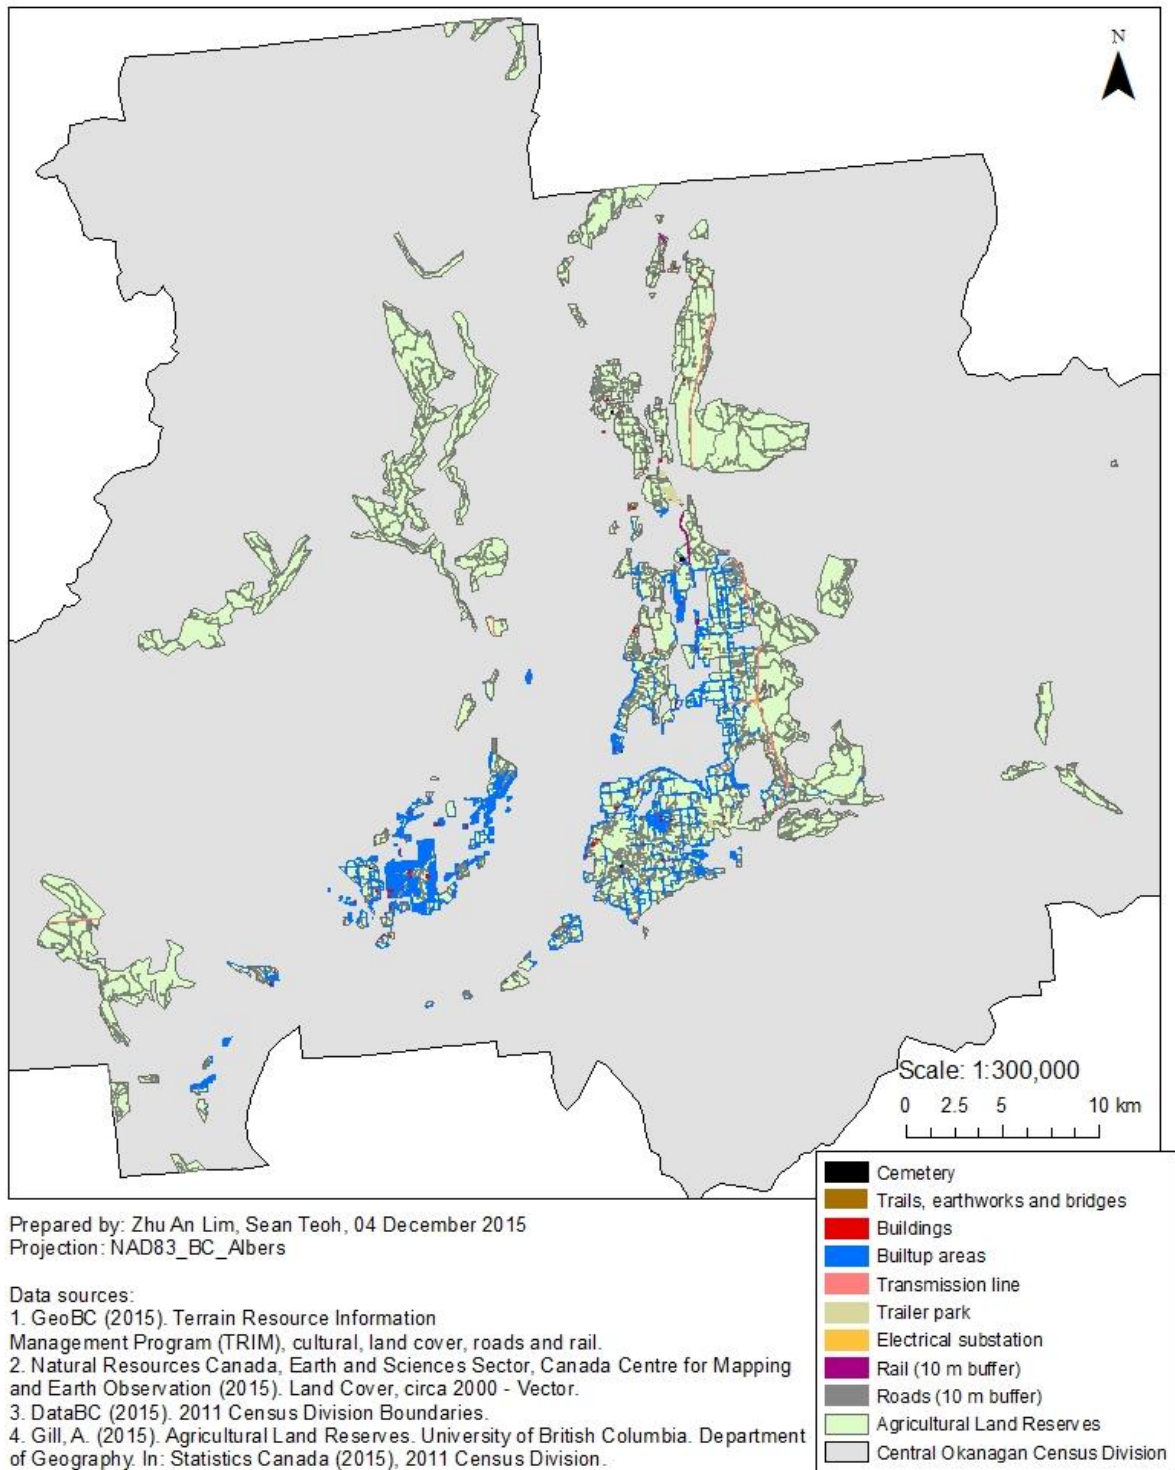 N
Scale: 1:300,000
0 2.5 5 10 km
Cemetery
Trails, earthworks and bridges
Buildings
Builtup areas
Transmission line
Trailer park
Electrical substation
Rail (10 m buffer)
Roads (10 m buffer)
Agricultural Land Reserves
Central Okanagan Census Division
Prepared by: Zhu An Lim, Sean Teoh, 04 December 2015
Projection: NAD83_BC_Albers
Data sources:
1. GeoBC (2015). Terrain Resource Information
Management Program (TRIM), cultural, land cover, roads and rail.
2. Natural Resources Canada, Earth and Sciences Sector, Canada Centre for Mapping
and Earth Observation (2015). Land Cover, circa 2000 - Vector.
3. DataBC (2015). 2011 Census Division Boundaries.
4. Gill, A. (2015). Agricultural Land Reserves. University of British Columbia. Department
of Geography. In: Statistics Canada (2015), 2011 Census Division.